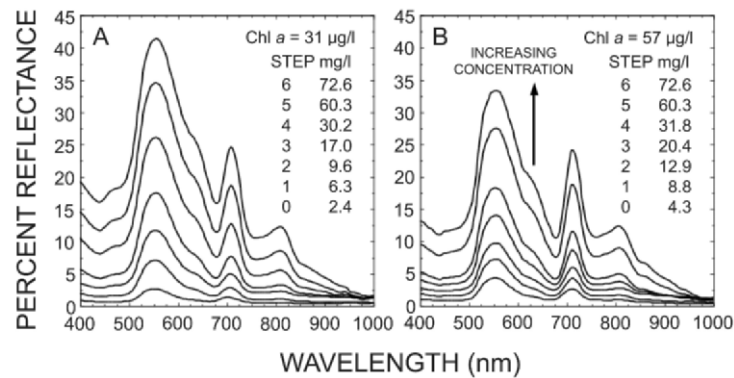 PERCENT REFLECTANCE
45
40
35
30
25
20
15
10
5
0
A
Chl a = 31 µg/l
STEP mg/l
6 72.6
5 60.3
4 30.2
3 17.0
2 9.6
1 6.3
0 2.4
400 500 600 700 800 900 1000
45
40
35
30
25
20
15
10
5
0
B
INCREASING
CONCENTRATION
Chl a = 57 µg/l
STEP mg/l
6 72.6
5 60.3
4 31.8
3 20.4
2 12.9
1 8.8
0 4.3
400 500 600 700 800 900 1000
WAVELENGTH (nm)